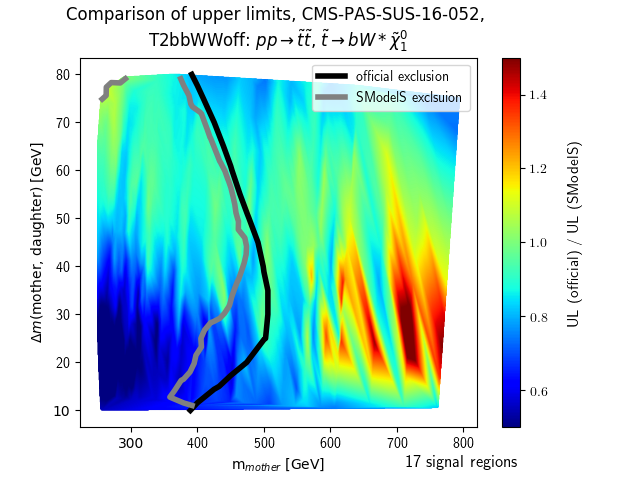 Comparison of upper limits, CMS-PAS-SUS-16-052,
T2bbWWoff: pp → t̃t̃, t̃ → bW * χ̃₁⁰
official exclusion
SModelS exclusion
80
70
60
50
40
30
20
10
Δm(mother, daughter) [GeV]
300 400 500 600 700 800
m_mother [GeV]
17 signal regions
1.4
1.2
1.0
0.8
0.6
UL (official) / UL (SModelS)